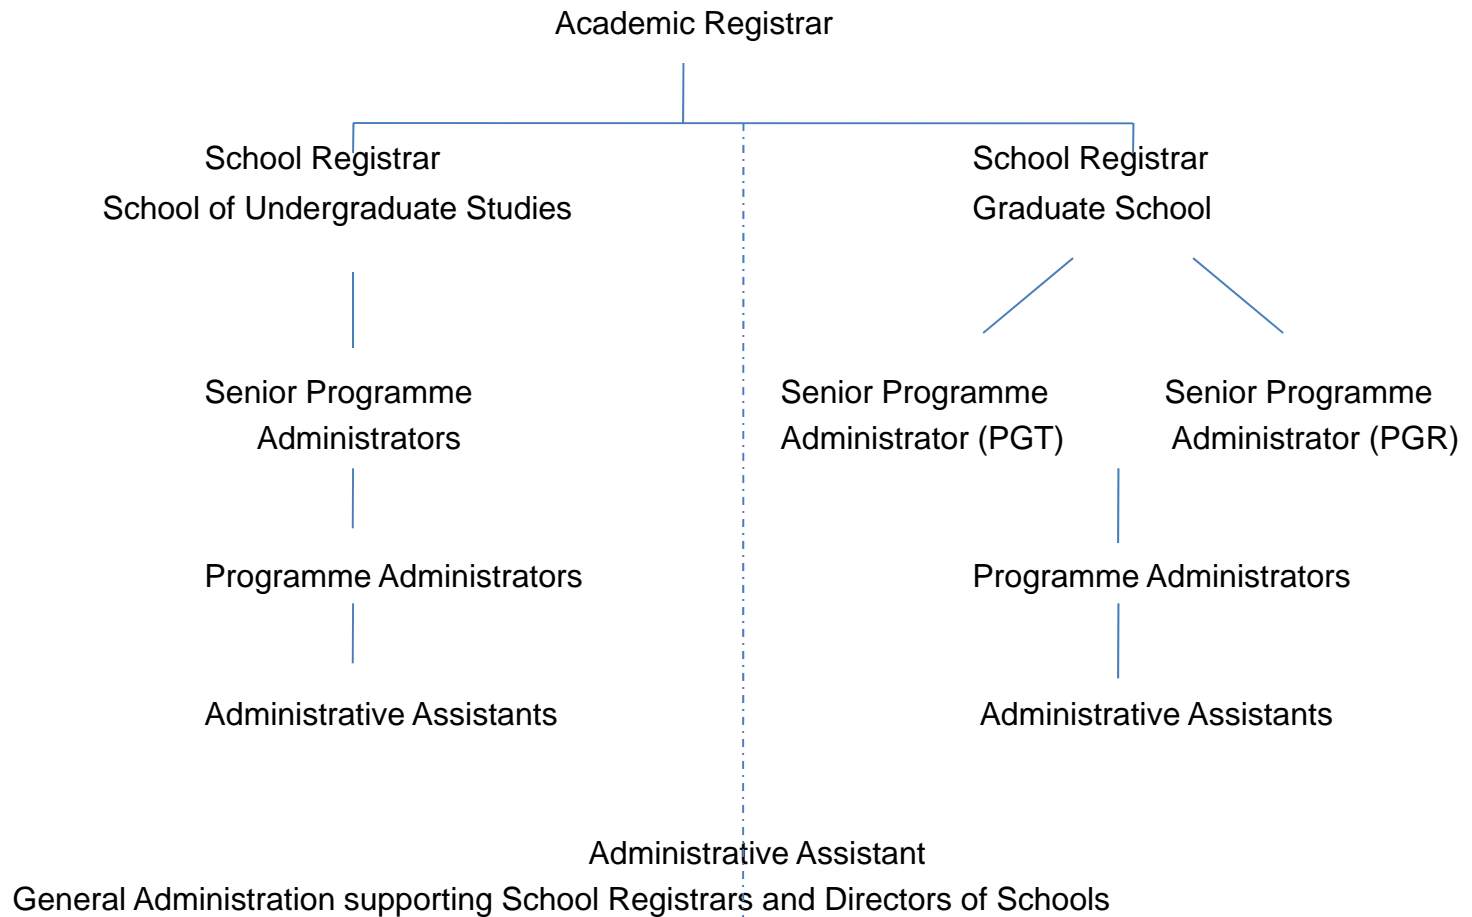 Academic Registrar
School Registrar
School of Undergraduate Studies
School Registrar
Graduate School
Senior Programme
Administrators
Senior Programme
Administrator (PGT)
Senior Programme
Administrator (PGR)
Programme Administrators
Programme Administrators
Administrative Assistants
Administrative Assistants
Administrative Assistant
General Administration supporting School Registrars and Directors of Schools